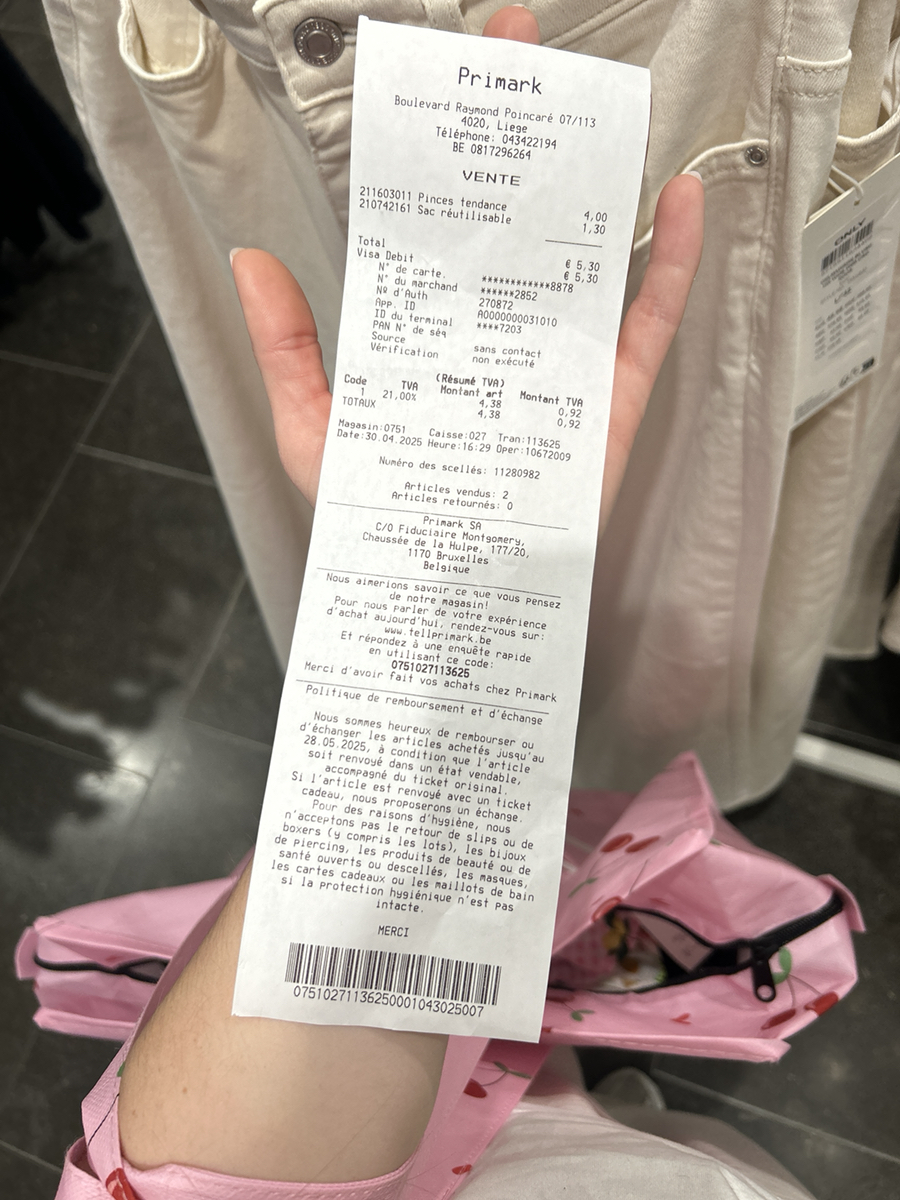 Primark
Boulevard Raymond Poincaré 07/113
4020, Liege
Téléphone: 043422194
BE 0817296264
VENTE
211603011 Pinces tendance 4,00
210742161 Sac réutilisable 1,30
Total € 5,30
Visa Debit € 5,30
N° de carte. ************8878
N° du marchand ******2852
Nº d'Auth 270872
App. ID A0000000031010
ID du terminal ****7203
PAN N° de séq
Source sans contact
Vérification non exécuté
(Résumé TVA)
Code TVA Montant art Montant TVA
1 21,00% 4,38 0,92
TOTAUX 4,38 0,92
Magasin:0751 Caisse:027 Tran:113625
Date:30.04.2025 Heure:16:29 Oper:10672009
Numéro des scellés: 11280982
Articles vendus: 2
Articles retournés: 0
Primark SA
C/O Fiduciaire Montgomery,
Chaussée de la Hulpe, 177/20,
1170 Bruxelles
Belgique
Nous aimerions savoir ce que vous pensez
de notre magasin!
Pour nous parler de votre expérience
d'achat aujourd'hui, rendez-vous sur:
www.tellprimark.be
Et répondez à une enquête rapide
en utilisant ce code:
0751027113625
Merci d'avoir fait vos achats chez Primark
Politique de remboursement et d'échange
Nous sommes heureux de rembourser ou
d'échanger les articles achetés jusqu'au
28.05.2025, à condition que l'article
soit renvoyé dans un état vendable,
accompagné du ticket original.
Si l'article est renvoyé avec un ticket
cadeau, nous proposerons un échange.
Pour des raisons d'hygiène, nous
n'acceptons pas le retour de slips ou de
boxers (y compris les lots), les bijoux
de piercing, les produits de beauté ou de
santé ouverts ou descellés, les masques,
les cartes cadeaux ou les maillots de bain
si la protection hygiénique n'est pas
intacte.
MERCI
07510271136250001043025007
ONLY